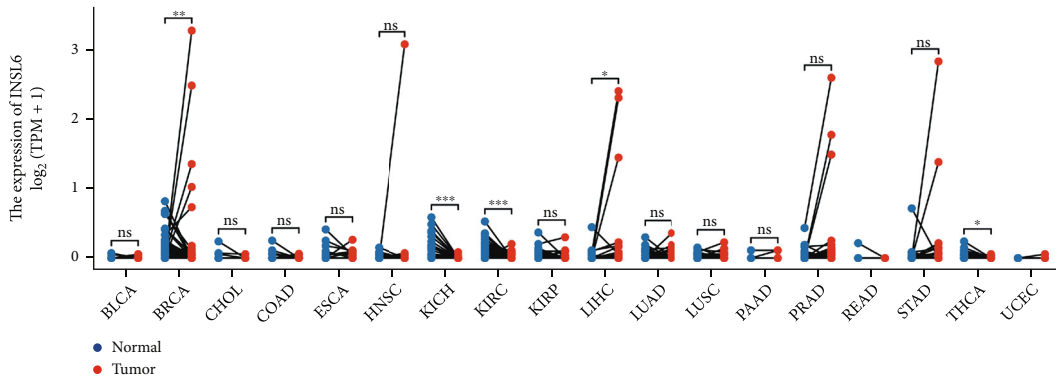 The expression of INSL6
log₂ (TPM + 1)
3
2
1
0
ns
**
ns
ns
ns
ns
***
***
ns
*
ns
ns
ns
ns
ns
*
BLCA
BRCA
CHOL
COAD
ESCA
HNSC
KICH
KIRC
KIRP
LIHC
LUAD
LUSC
PAAD
PRAD
READ
STAD
THCA
UCEC
Normal
Tumor